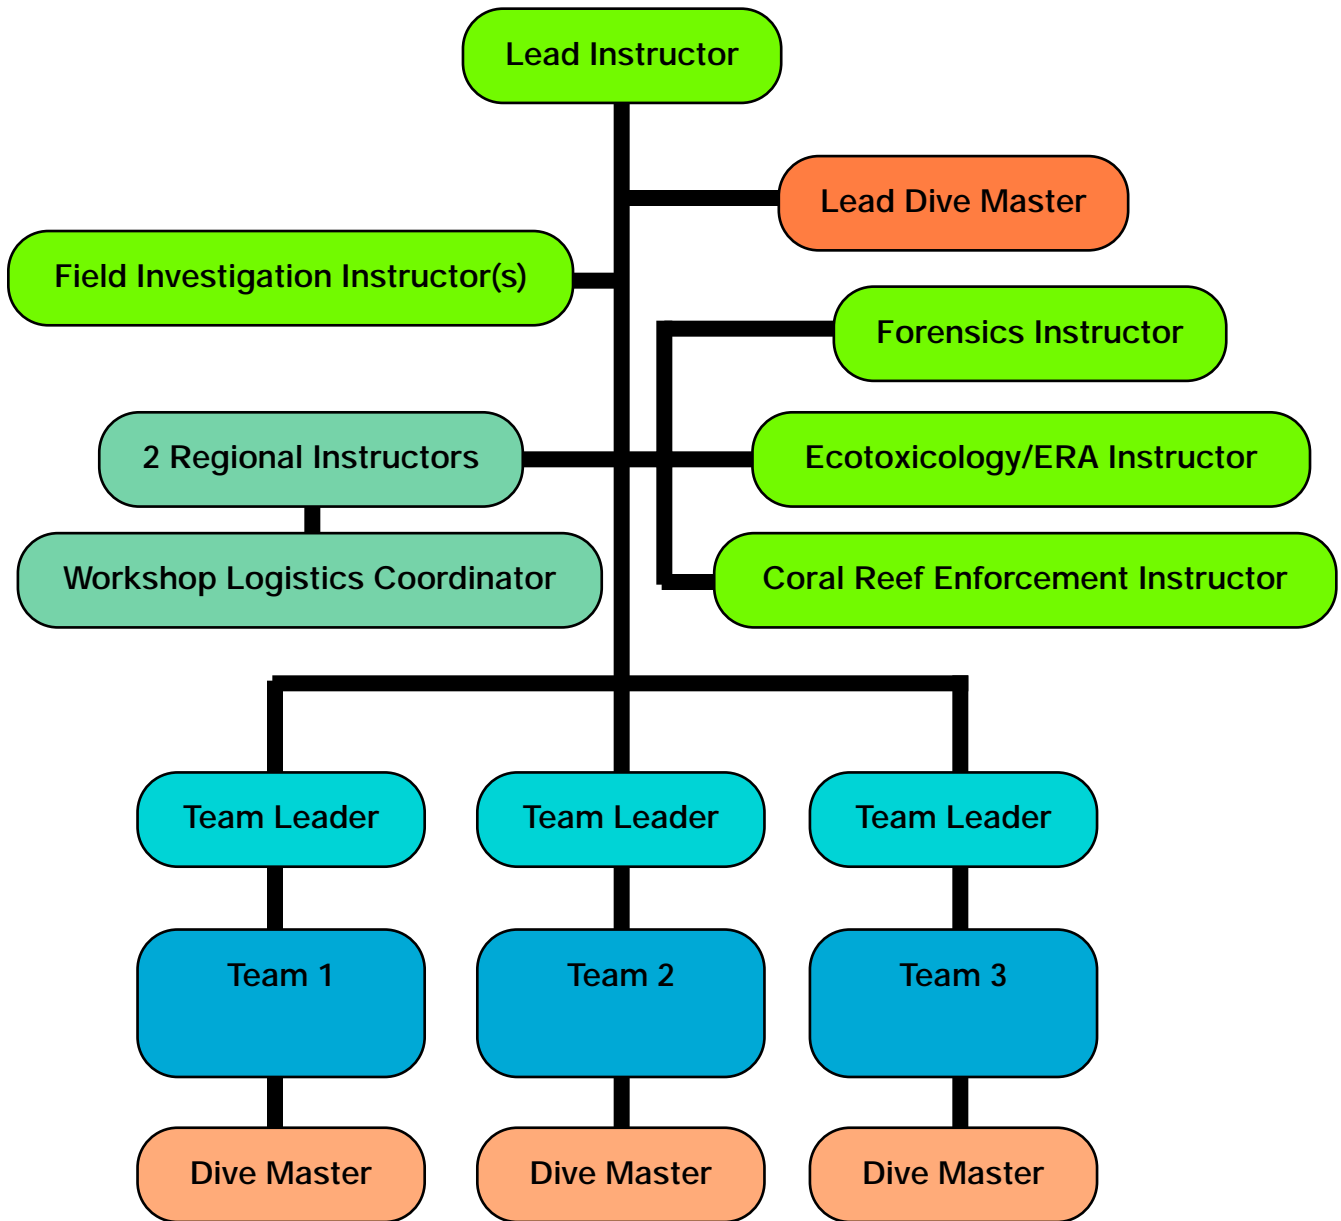 Lead Instructor
Lead Dive Master
Field Investigation Instructor(s)
Forensics Instructor
2 Regional Instructors
Ecotoxicology/ERA Instructor
Workshop Logistics Coordinator
Coral Reef Enforcement Instructor
Team Leader
Team Leader
Team Leader
Team 1
Team 2
Team 3
Dive Master
Dive Master
Dive Master